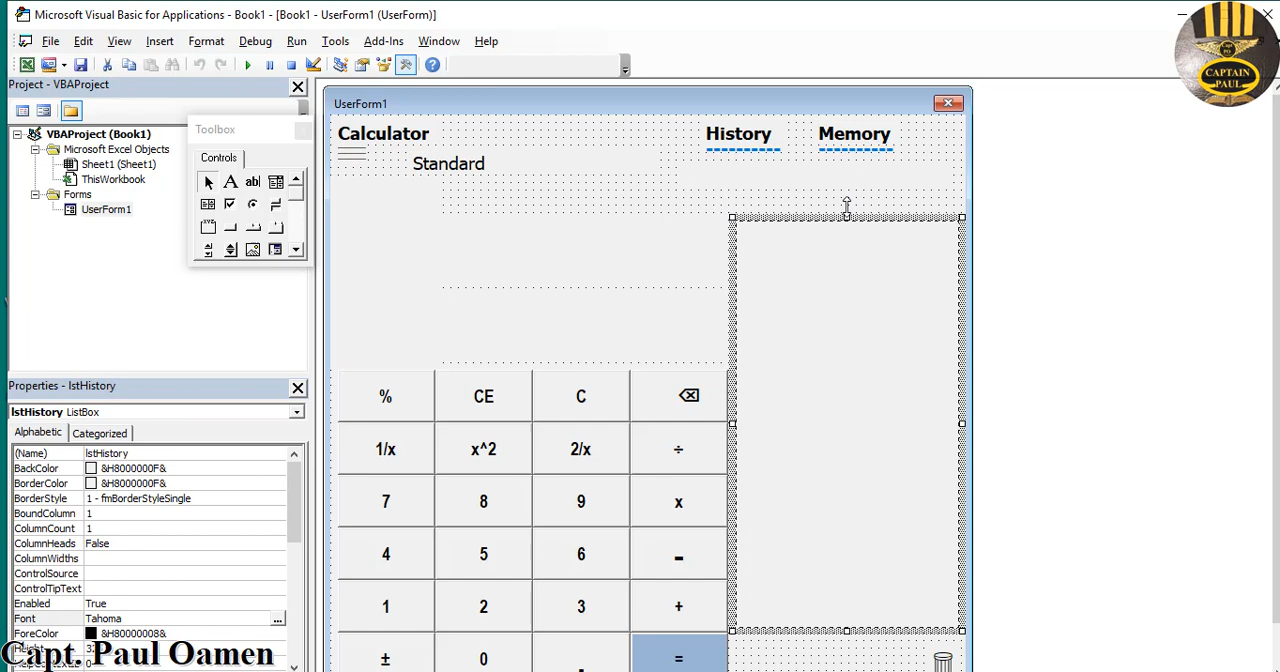 Microsoft Visual Basic for Applications - Book1 - [Book1 - UserForm1 (UserForm)]
File Edit View Insert Format Debug Run Tools Add-Ins Window Help
CAPTAIN
PAUL
Project - VBAProject
VBAProject (Book1)
Microsoft Excel Objects
Sheet1 (Sheet1)
ThisWorkbook
Forms
UserForm1
Toolbox
Controls
A ab|
UserForm1
Calculator History Memory
Standard
% CE C ⌫
1/x x^2 2/x ÷
7 8 9 x
4 5 6 -
1 2 3 +
± 0 . =
Properties - lstHistory
lstHistory ListBox
Alphabetic Categorized
(Name) lstHistory
BackColor &H8000000F&
BorderColor &H8000000F&
BorderStyle 1 - fmBorderStyleSingle
BoundColumn 1
ColumnCount 1
ColumnHeads False
ColumnWidths
ControlSource
ControlTipText
Enabled True
Font Tahoma ...
ForeColor &H80000008&
Capt. Paul Oamen